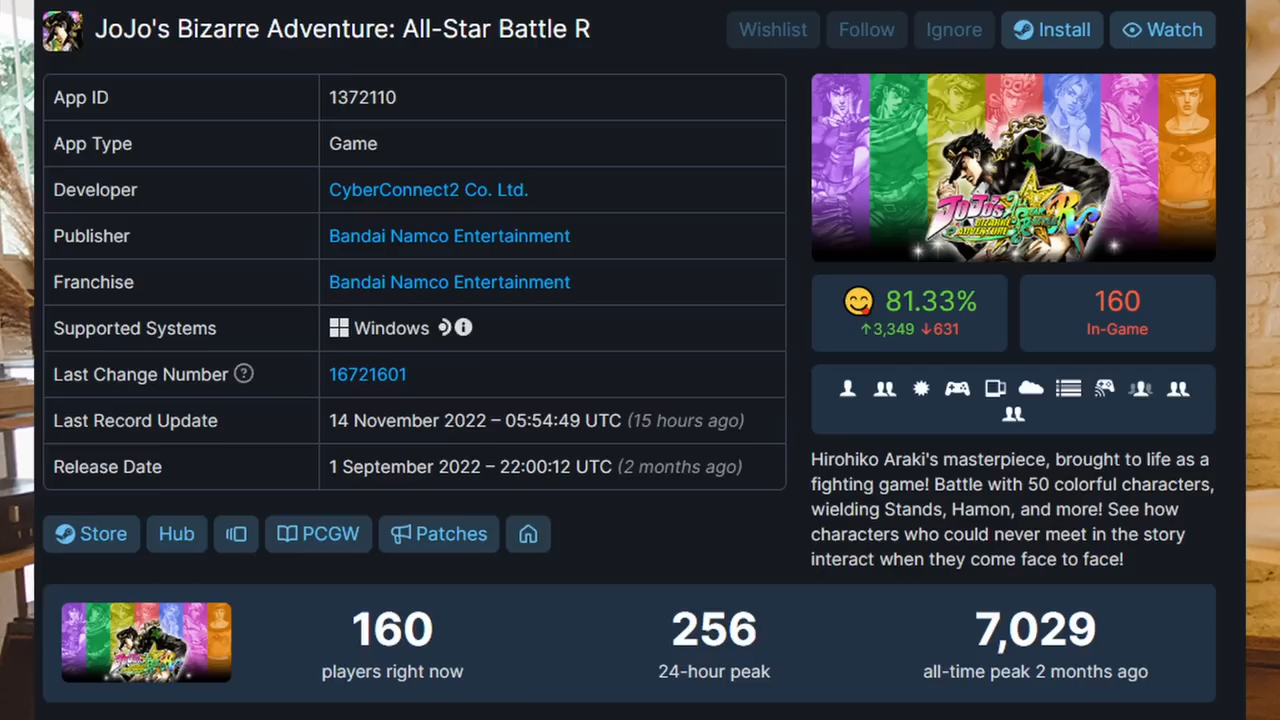 JoJo's Bizarre Adventure: All-Star Battle R
Wishlist
Follow
Ignore
Install
Watch
App ID
1372110
App Type
Game
Developer
CyberConnect2 Co. Ltd.
Publisher
Bandai Namco Entertainment
Franchise
Bandai Namco Entertainment
Supported Systems
Windows
Last Change Number
16721601
Last Record Update
14 November 2022 – 05:54:49 UTC (15 hours ago)
Release Date
1 September 2022 – 22:00:12 UTC (2 months ago)
Store
Hub
PCGW
Patches
JOJO'S
BIZARRE
ADVENTURE
R
81.33%
↑3,349 ↓631
160
In-Game
Hirohiko Araki's masterpiece, brought to life as a
fighting game! Battle with 50 colorful characters,
wielding Stands, Hamon, and more! See how
characters who could never meet in the story
interact when they come face to face!
160
players right now
256
24-hour peak
7,029
all-time peak 2 months ago